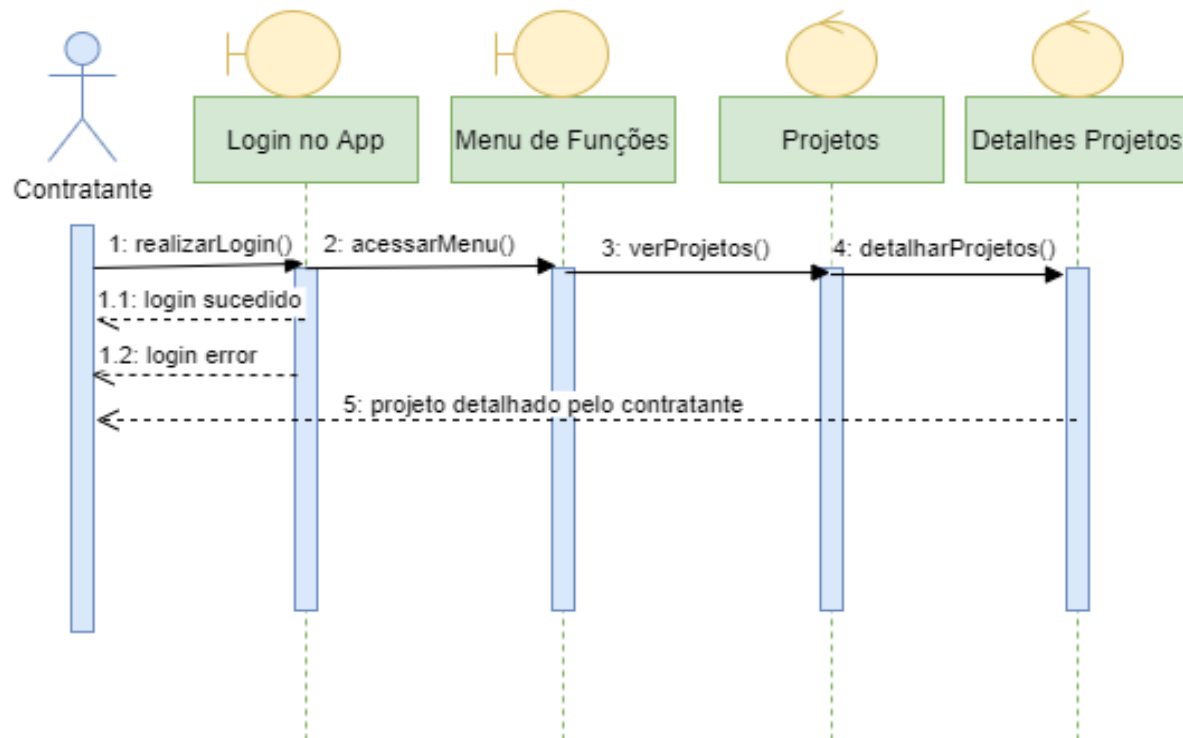 Login no App
Menu de Funções
Projetos
Detalhes Projetos
Contratante
1: realizarLogin()
2: acessarMenu()
3: verProjetos()
4: detalharProjetos()
1.1: login sucedido
1.2: login error
5: projeto detalhado pelo contratante